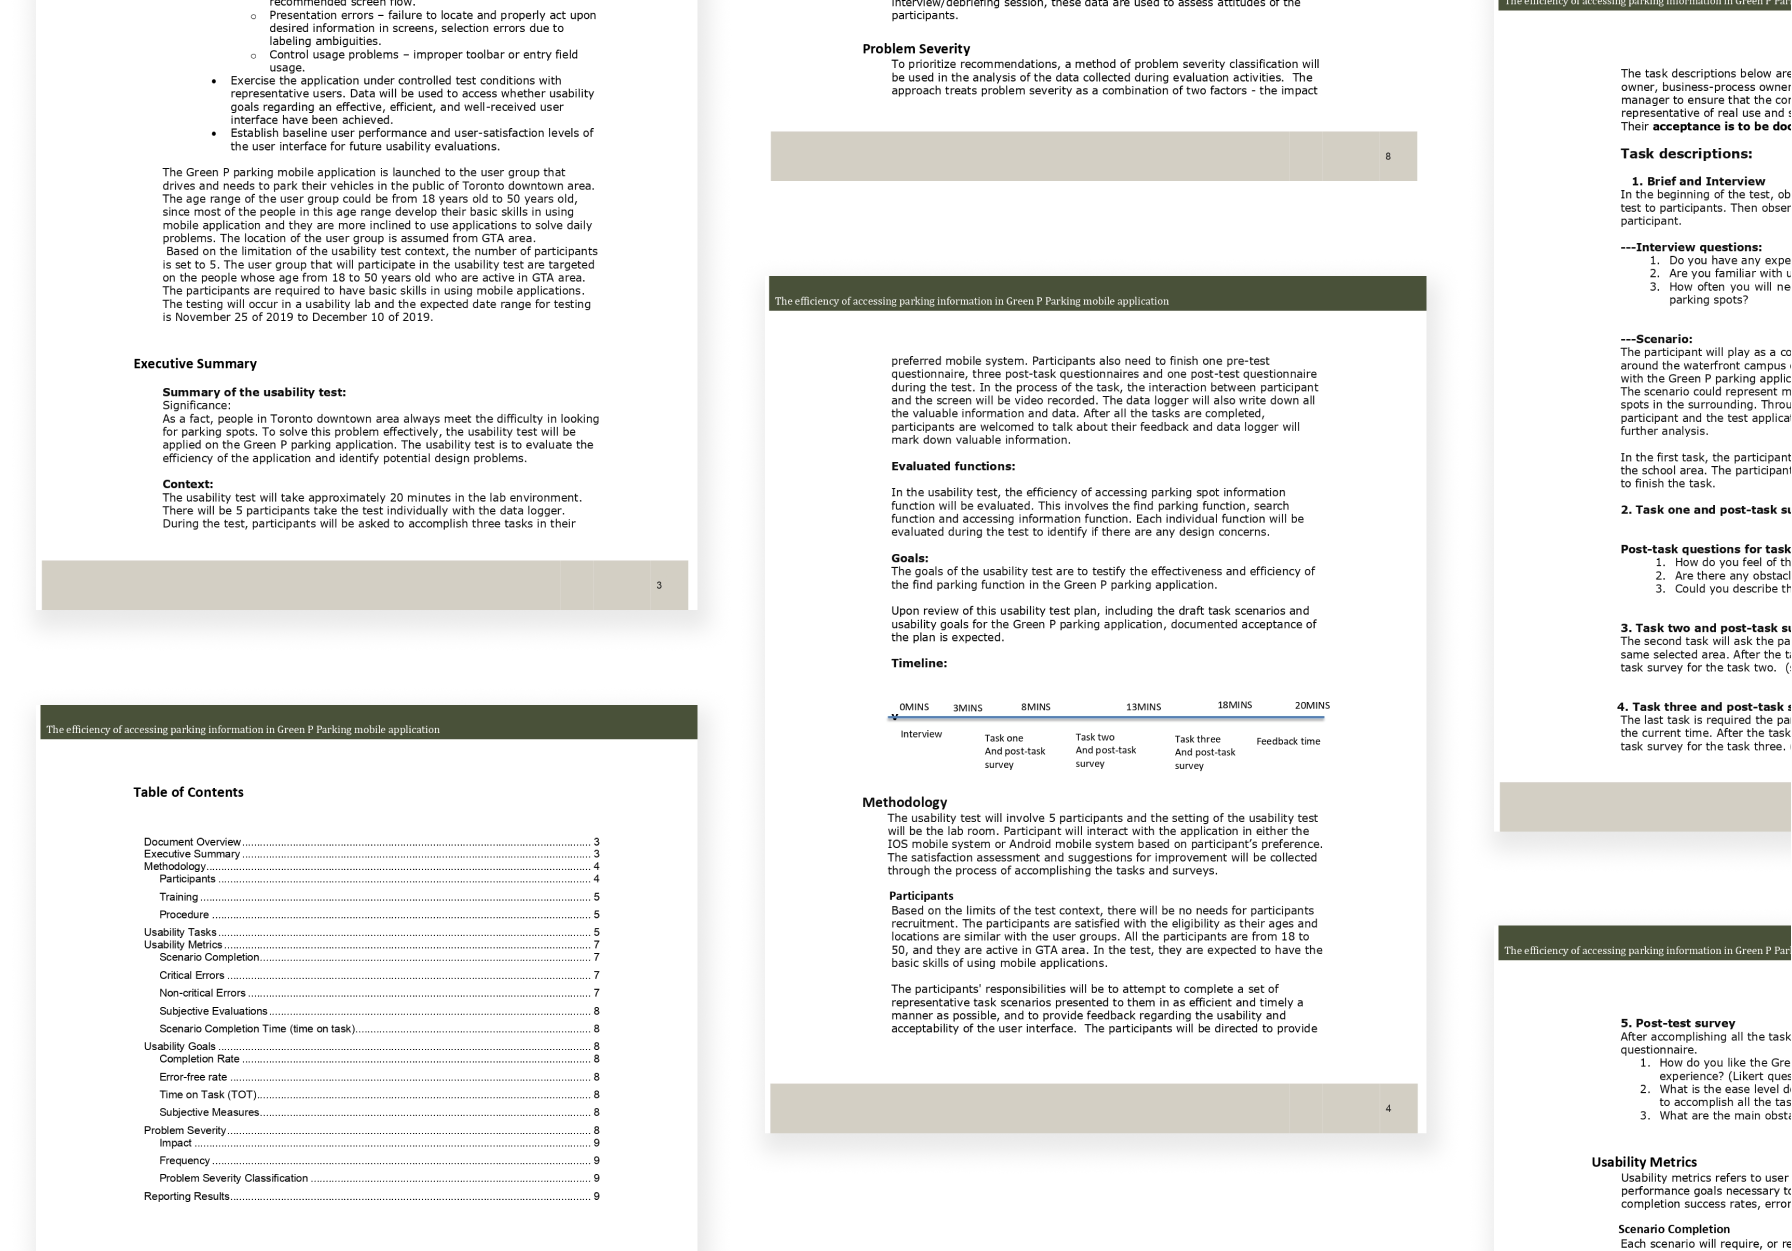 recommended screen flow.
o Presentation errors – failure to locate and properly act upon
desired information in screens, selection errors due to
labeling ambiguities.
o Control usage problems – improper toolbar or entry field
usage.
• Exercise the application under controlled test conditions with
representative users. Data will be used to access whether usability
goals regarding an effective, efficient, and well-received user
interface have been achieved.
• Establish baseline user performance and user-satisfaction levels of
the user interface for future usability evaluations.
The Green P parking mobile application is launched to the user group that
drives and needs to park their vehicles in the public of Toronto downtown area.
The age range of the user group could be from 18 years old to 50 years old,
since most of the people in this age range develop their basic skills in using
mobile application and they are more inclined to use applications to solve daily
problems. The location of the user group is assumed from GTA area.
Based on the limitation of the usability test context, the number of participants
is set to 5. The user group that will participate in the usability test are targeted
on the people whose age from 18 to 50 years old who are active in GTA area.
The participants are required to have basic skills in using mobile applications.
The testing will occur in a usability lab and the expected date range for testing
is November 25 of 2019 to December 10 of 2019.
Executive Summary
Summary of the usability test:
Significance:
As a fact, people in Toronto downtown area always meet the difficulty in looking
for parking spots. To solve this problem effectively, the usability test will be
applied on the Green P parking application. The usability test is to evaluate the
efficiency of the application and identify potential design problems.
Context:
The usability test will take approximately 20 minutes in the lab environment.
There will be 5 participants take the test individually with the data logger.
During the test, participants will be asked to accomplish three tasks in their
3
The efficiency of accessing parking information in Green P Parking mobile application
Table of Contents
Document Overview 3
Executive Summary 3
Methodology 4
Participants 4
Training 5
Procedure 5
Usability Tasks 5
Usability Metrics 7
Scenario Completion 7
Critical Errors 7
Non-critical Errors 7
Subjective Evaluations 8
Scenario Completion Time (time on task) 8
Usability Goals 8
Completion Rate 8
Error-free rate 8
Time on Task (TOT) 8
Subjective Measures 8
Problem Severity 8
Impact 9
Frequency 9
Problem Severity Classification 9
Reporting Results 9
interview/debriefing session, these data are used to assess attitudes of the
participants.
Problem Severity
To prioritize recommendations, a method of problem severity classification will
be used in the analysis of the data collected during evaluation activities.  The
approach treats problem severity as a combination of two factors - the impact
8
The efficiency of accessing parking information in Green P Parking mobile application
preferred mobile system. Participants also need to finish one pre-test
questionnaire, three post-task questionnaires and one post-test questionnaire
during the test. In the process of the task, the interaction between participant
and the screen will be video recorded. The data logger will also write down all
the valuable information and data. After all the tasks are completed,
participants are welcomed to talk about their feedback and data logger will
mark down valuable information.
Evaluated functions:
In the usability test, the efficiency of accessing parking spot information
function will be evaluated. This involves the find parking function, search
function and accessing information function. Each individual function will be
evaluated during the test to identify if there are any design concerns.
Goals:
The goals of the usability test are to testify the effectiveness and efficiency of
the find parking function in the Green P parking application.
Upon review of this usability test plan, including the draft task scenarios and
usability goals for the Green P parking application, documented acceptance of
the plan is expected.
Timeline:
0MINS 3MINS 8MINS 13MINS 18MINS 20MINS
Interview
Task one
And post-task
survey
Task two
And post-task
survey
Task three
And post-task
survey
Feedback time
Methodology
The usability test will involve 5 participants and the setting of the usability test
will be the lab room. Participant will interact with the application in either the
IOS mobile system or Android mobile system based on participant's preference.
The satisfaction assessment and suggestions for improvement will be collected
through the process of accomplishing the tasks and surveys.
Participants
Based on the limits of the test context, there will be no needs for participants
recruitment. The participants are satisfied with the eligibility as their ages and
locations are similar with the user groups. All the participants are from 18 to
50, and they are active in GTA area. In the test, they are expected to have the
basic skills of using mobile applications.
The participants' responsibilities will be to attempt to complete a set of
representative task scenarios presented to them in as efficient and timely a
manner as possible, and to provide feedback regarding the usability and
acceptability of the user interface.  The participants will be directed to provide
4
The efficiency of accessing parking information in Green P Par
The task descriptions below are
owner, business-process owner
manager to ensure that the co
representative of real use and s
Their acceptance is to be doc
Task descriptions:
1. Brief and Interview
In the beginning of the test, ob
test to participants. Then obser
participant.
---Interview questions:
1. Do you have any expe
2. Are you familiar with u
3. How often you will ne
parking spots?
---Scenario:
The participant will play as a co
around the waterfront campus
with the Green P parking applic
The scenario could represent m
spots in the surrounding. Throu
participant and the test applica
further analysis.
In the first task, the participant
the school area. The participant
to finish the task.
2. Task one and post-task su
Post-task questions for task
1. How do you feel of th
2. Are there any obstacl
3. Could you describe th
3. Task two and post-task su
The second task will ask the pa
same selected area. After the ta
task survey for the task two.  (
4. Task three and post-task s
The last task is required the pa
the current time. After the task
task survey for the task three.
The efficiency of accessing parking information in Green P Par
5. Post-test survey
After accomplishing all the task
questionnaire.
1. How do you like the Gre
experience? (Likert ques
2. What is the ease level d
to accomplish all the tas
3. What are the main obsta
Usability Metrics
Usability metrics refers to user
performance goals necessary to
completion success rates, error
Scenario Completion
Each scenario will require, or re